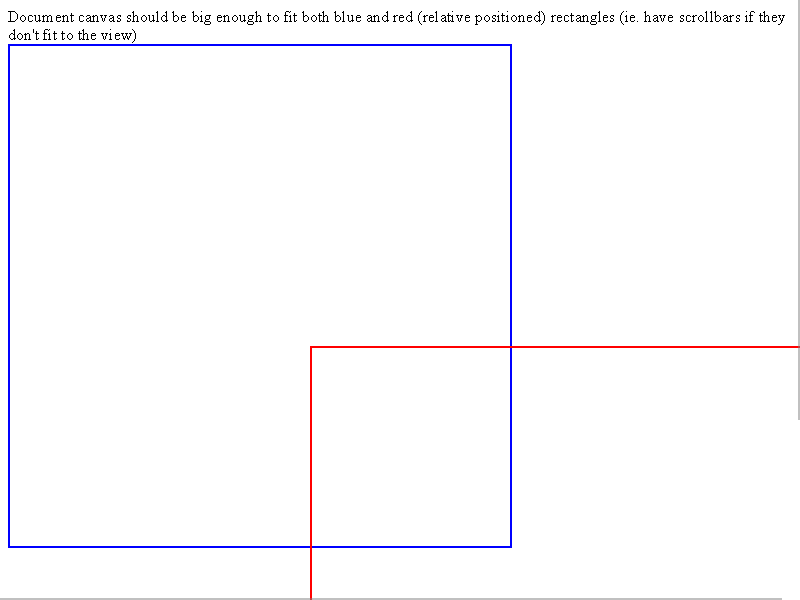 Document canvas should be big enough to fit both blue and red (relative positioned) rectangles (ie. have scrollbars if they
don't fit to the view)